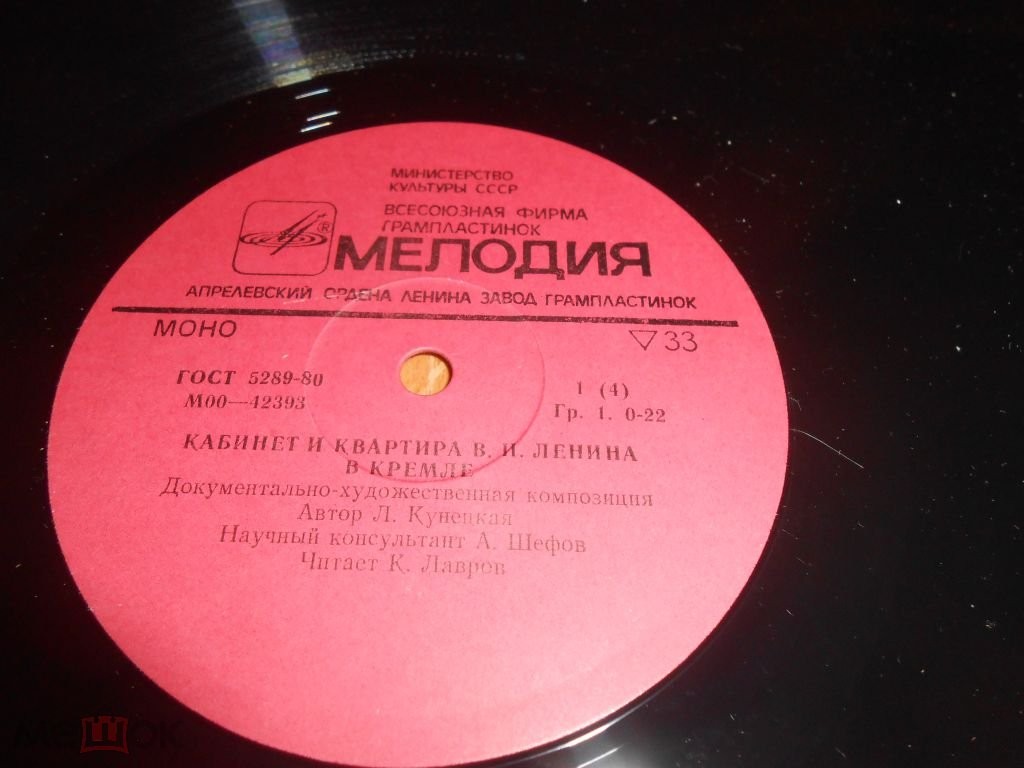 МИНИСТЕРСТВО
КУЛЬТУРЫ СССР
ВСЕСОЮЗНАЯ ФИРМА
ГРАМПЛАСТИНОК
®
МЕЛОДИЯ
АПРЕЛЕВСКИЙ ОРДЕНА ЛЕНИНА ЗАВОД ГРАМПЛАСТИНОК
МОНО
▽ 33
ГОСТ 5289-80
М00—42393
1 (4)
Гр. 1. 0-22
КАБИНЕТ И КВАРТИРА В. И. ЛЕНИНА
В КРЕМЛЕ
Документально-художественная композиция
Автор Л. Кунецкая
Научный консультант А. Шефов
Читает К. Лавров
МЕШОК